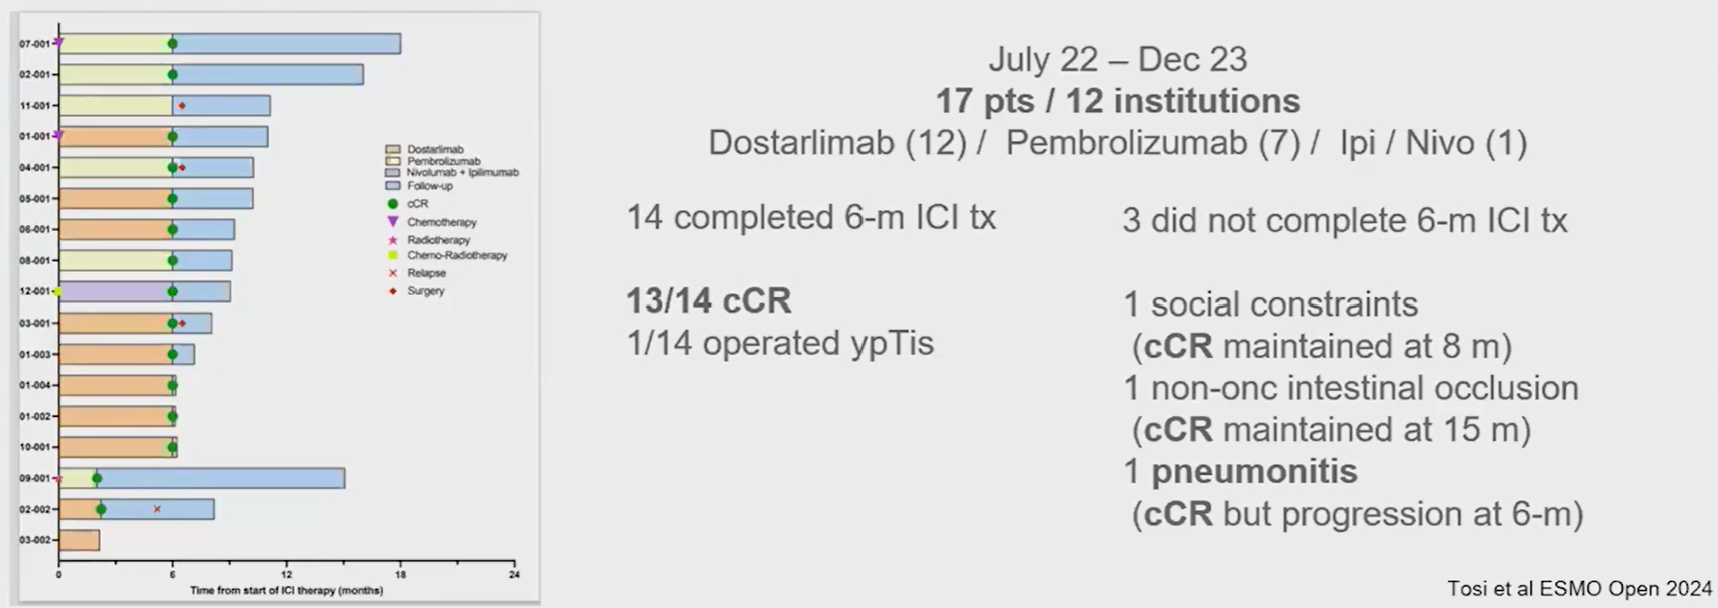 07-001
02-001
11-001
01-001
04-001
05-001
06-001
08-001
12-001
03-001
01-003
01-004
01-002
10-001
09-001
02-002
03-002
0 6 12 18 24
Time from start of ICI therapy (months)
Dostarlimab
Pembrolizumab
Nivolumab + Ipilimumab
Follow-up
cCR
Chemotherapy
Radiotherapy
Chemo-Radiotherapy
Relapse
Surgery
July 22 – Dec 23
17 pts / 12 institutions
Dostarlimab (12) / Pembrolizumab (7) / Ipi / Nivo (1)
14 completed 6-m ICI tx
13/14 cCR
1/14 operated ypTis
3 did not complete 6-m ICI tx
1 social constraints
(cCR maintained at 8 m)
1 non-onc intestinal occlusion
(cCR maintained at 15 m)
1 pneumonitis
(cCR but progression at 6-m)
Tosi et al ESMO Open 2024